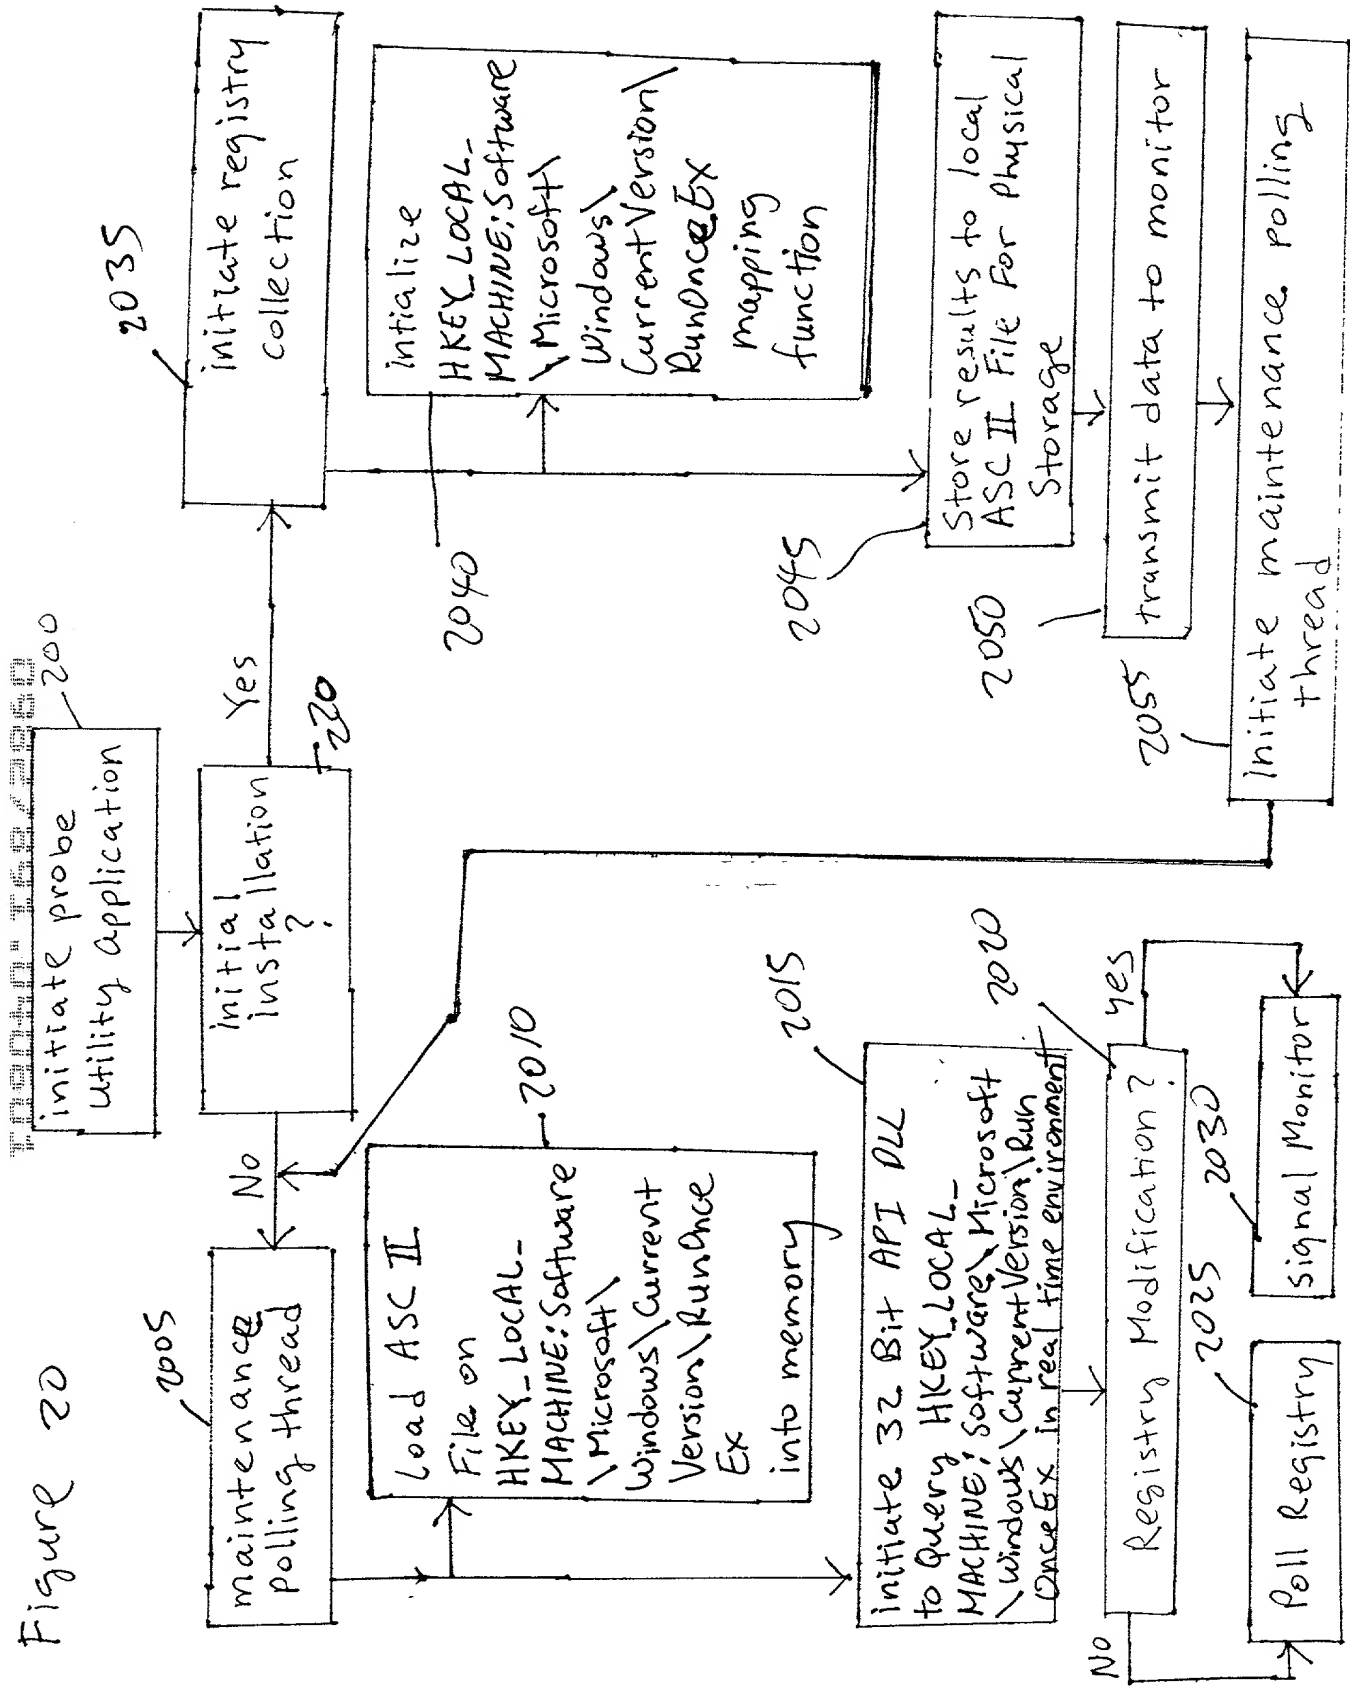 Figure 20
initiate probe
utility application
200
initial
installation
?
220
Yes
No
initiate registry
collection
2035
intialize
HKEY_LOCAL_
MACHINE:Software
\Microsoft\
Windows\
CurrentVersion\
RunOnceEx
mapping
function
2040
Store results to local
ASC II File For Physical
Storage
2045
transmit data to monitor
2050
Initiate maintenance polling
thread
2055
maintenance
polling thread
2005
Load ASC II
File on
HKEY_LOCAL_
MACHINE:Software
\Microsoft\
Windows\Current
Version\RunOnce
Ex
into memory
2010
initiate 32 Bit API DLL
to Query HKEY_LOCAL_
MACHINE; Software\Microsoft
\Windows\CurrentVersion\Run
OnceEx in real time environment
2015
Registry Modification?
2020
No
yes
Poll Registry
2025
signal Monitor
2030